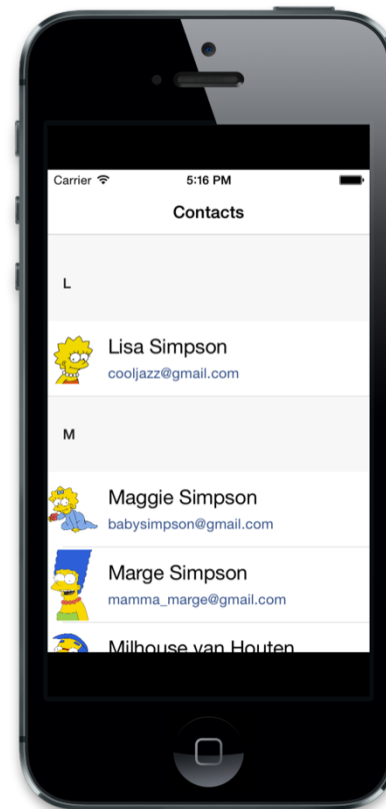 Carrier 5:16 PM
Contacts
L
Lisa Simpson
cooljazz@gmail.com
M
Maggie Simpson
babysimpson@gmail.com
Marge Simpson
mamma_marge@gmail.com
Milhouse van Houten